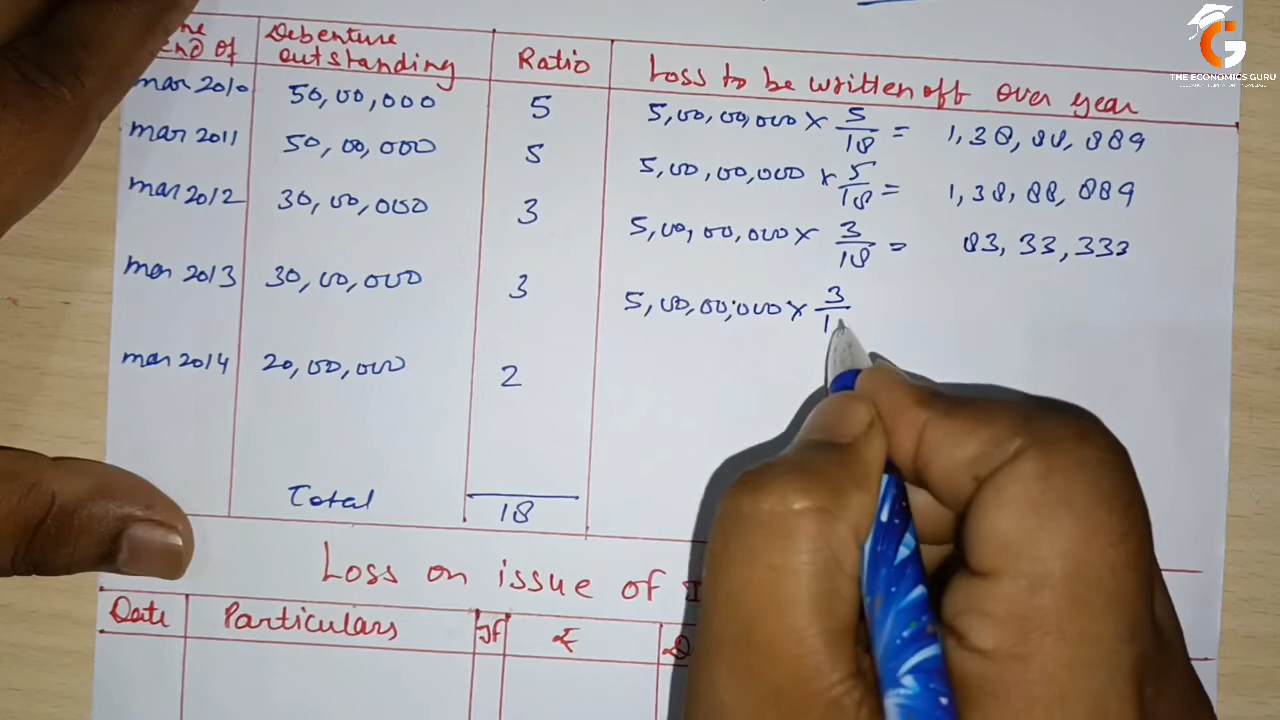 THE ECONOMICS GURU
end of Debenture outstanding Ratio Loss to be written off over year
mar 2010 50,00,000 5 5,00,00,000 × 5/18 = 1,38,88,889
mar 2011 50,00,000 5 5,00,00,000 × 5/18 = 1,38,88,889
mar 2012 30,00,000 3 5,00,00,000 × 3/18 = 83,33,333
mar 2013 30,00,000 3 5,00,00,000 × 3/1
mar 2014 20,00,000 2
Total 18
Loss on issue of
Date Particulars JF ₹